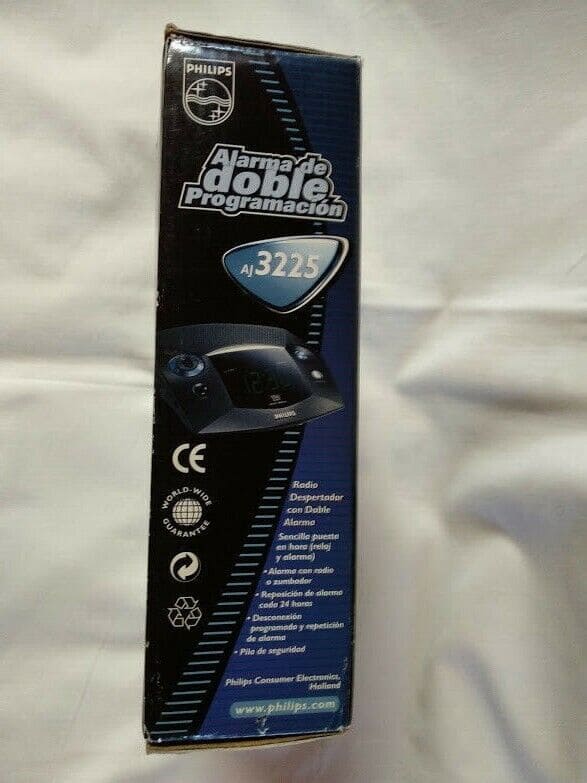 PHILIPS
Alarma de
doble
Programación
AJ 3225
PHILIPS
CE
WORLD-WIDE
GUARANTEE
Radio
Despertador
con Doble
Alarma
Sencilla puesta
en hora (reloj
y alarma)
• Alarma con radio
o zumbador
• Reposición de alarma
cada 24 horas
• Desconexión
programada y repetición
de alarma
• Pila de seguridad
Philips Consumer Electronics,
Holland
www.philips.com